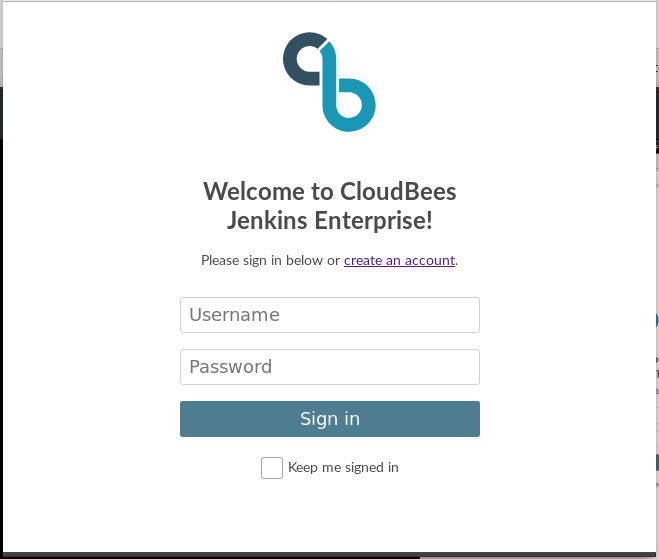 Welcome to CloudBees
Jenkins Enterprise!
Please sign in below or create an account.
Username
Password
Sign in
Keep me signed in